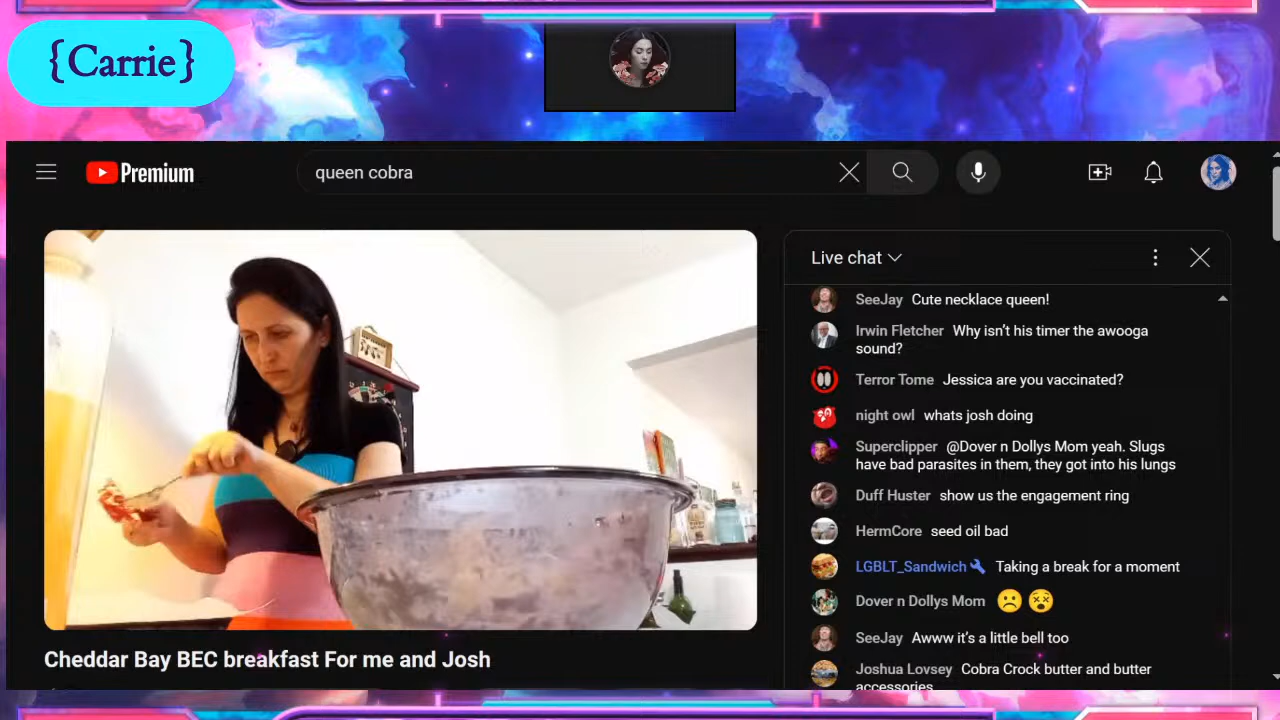 {Carrie}
Premium
queen cobra
Live chat
SeeJay Cute necklace queen!
Irwin Fletcher Why isn't his timer the awooga
sound?
Terror Tome Jessica are you vaccinated?
night owl whats josh doing
Superclipper @Dover n Dollys Mom yeah. Slugs
have bad parasites in them, they got into his lungs
Duff Huster show us the engagement ring
HermCore seed oil bad
LGBLT_Sandwich Taking a break for a moment
Dover n Dollys Mom ☹️ 😵
SeeJay Awww it's a little bell too
Joshua Lovsey Cobra Crock butter and butter
accessories
Cheddar Bay BEC breakfast For me and Josh